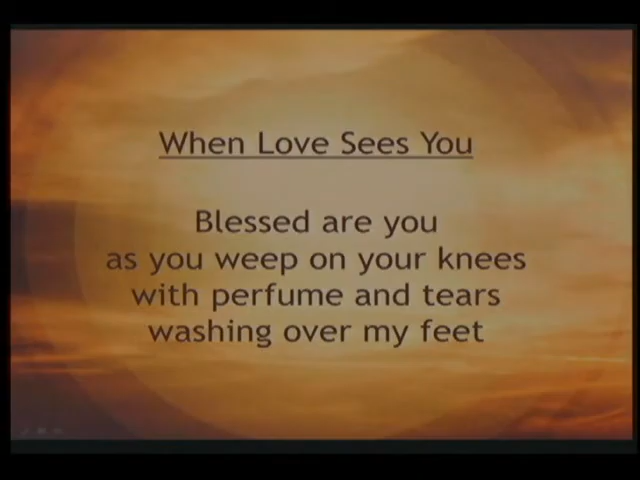 When Love Sees You
Blessed are you
as you weep on your knees
with perfume and tears
washing over my feet